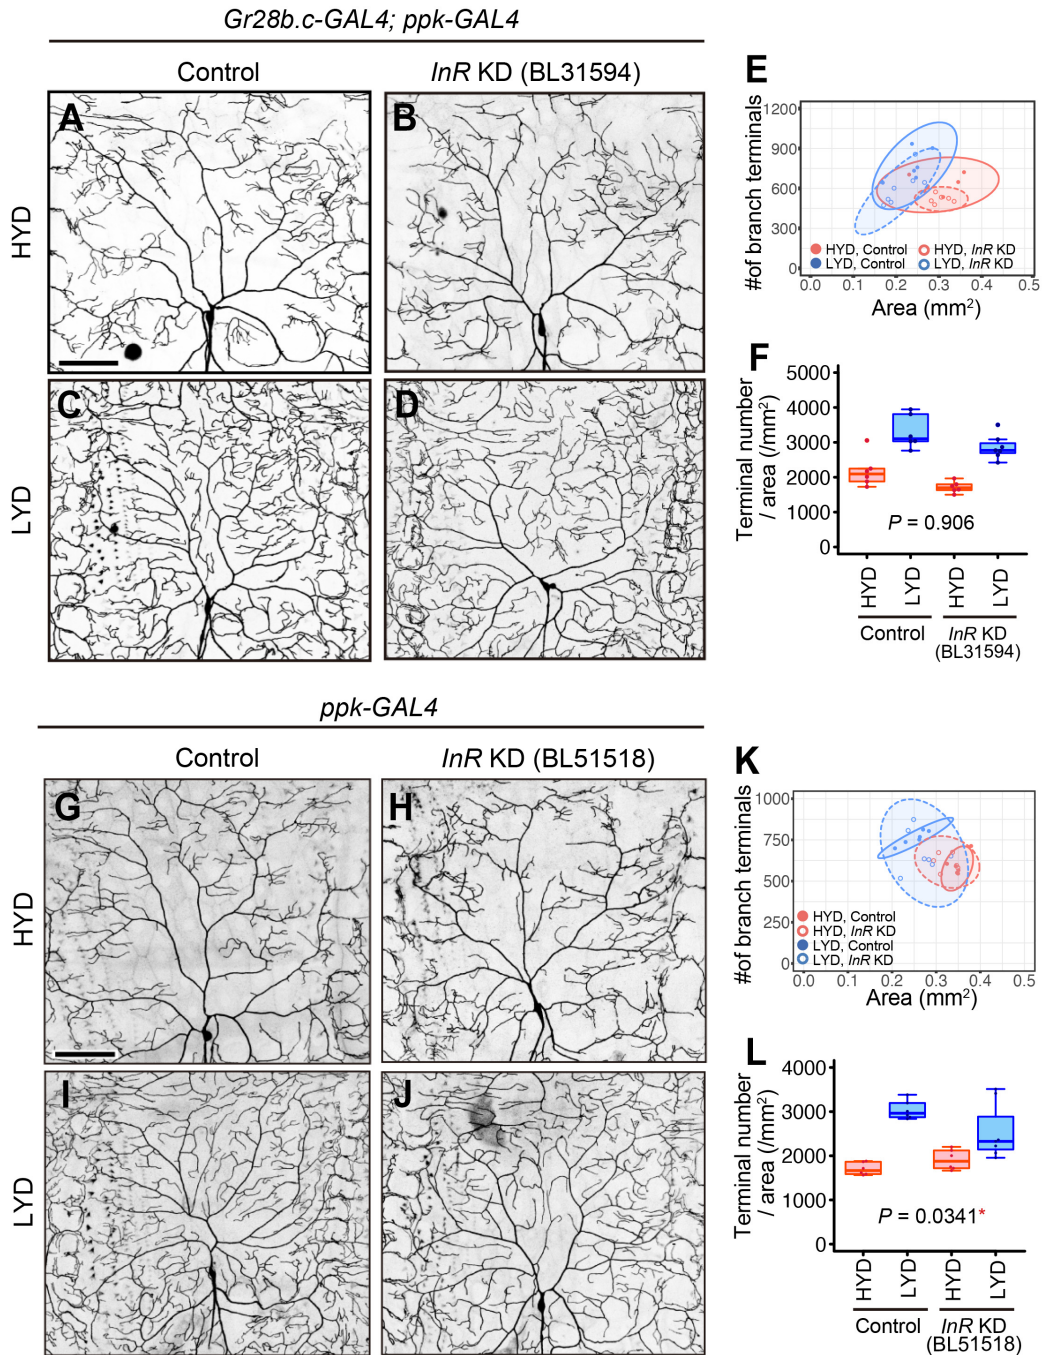 Gr28b.c-GAL4; ppk-GAL4
Control
InR KD (BL31594)
HYD
LYD
A
B
C
D
E
#of branch terminals
1200
900
600
300
0
0.0 0.1 0.2 0.3 0.4 0.5
HYD, Control
HYD, InR KD
LYD, Control
LYD, InR KD
Area (mm²)
F
Terminal number
/ area (/mm²)
5000
4000
3000
2000
1000
0
P = 0.906
HYD LYD HYD LYD
Control
InR KD
(BL31594)
ppk-GAL4
Control
InR KD (BL51518)
HYD
LYD
G
H
I
J
K
#of branch terminals
1000
750
500
250
0
HYD, Control
HYD, InR KD
LYD, Control
LYD, InR KD
0.0 0.1 0.2 0.3 0.4 0.5
Area (mm²)
L
Terminal number
/ area (/mm²)
4000
3000
2000
1000
0
P = 0.0341*
HYD LYD HYD LYD
Control
InR KD
(BL51518)